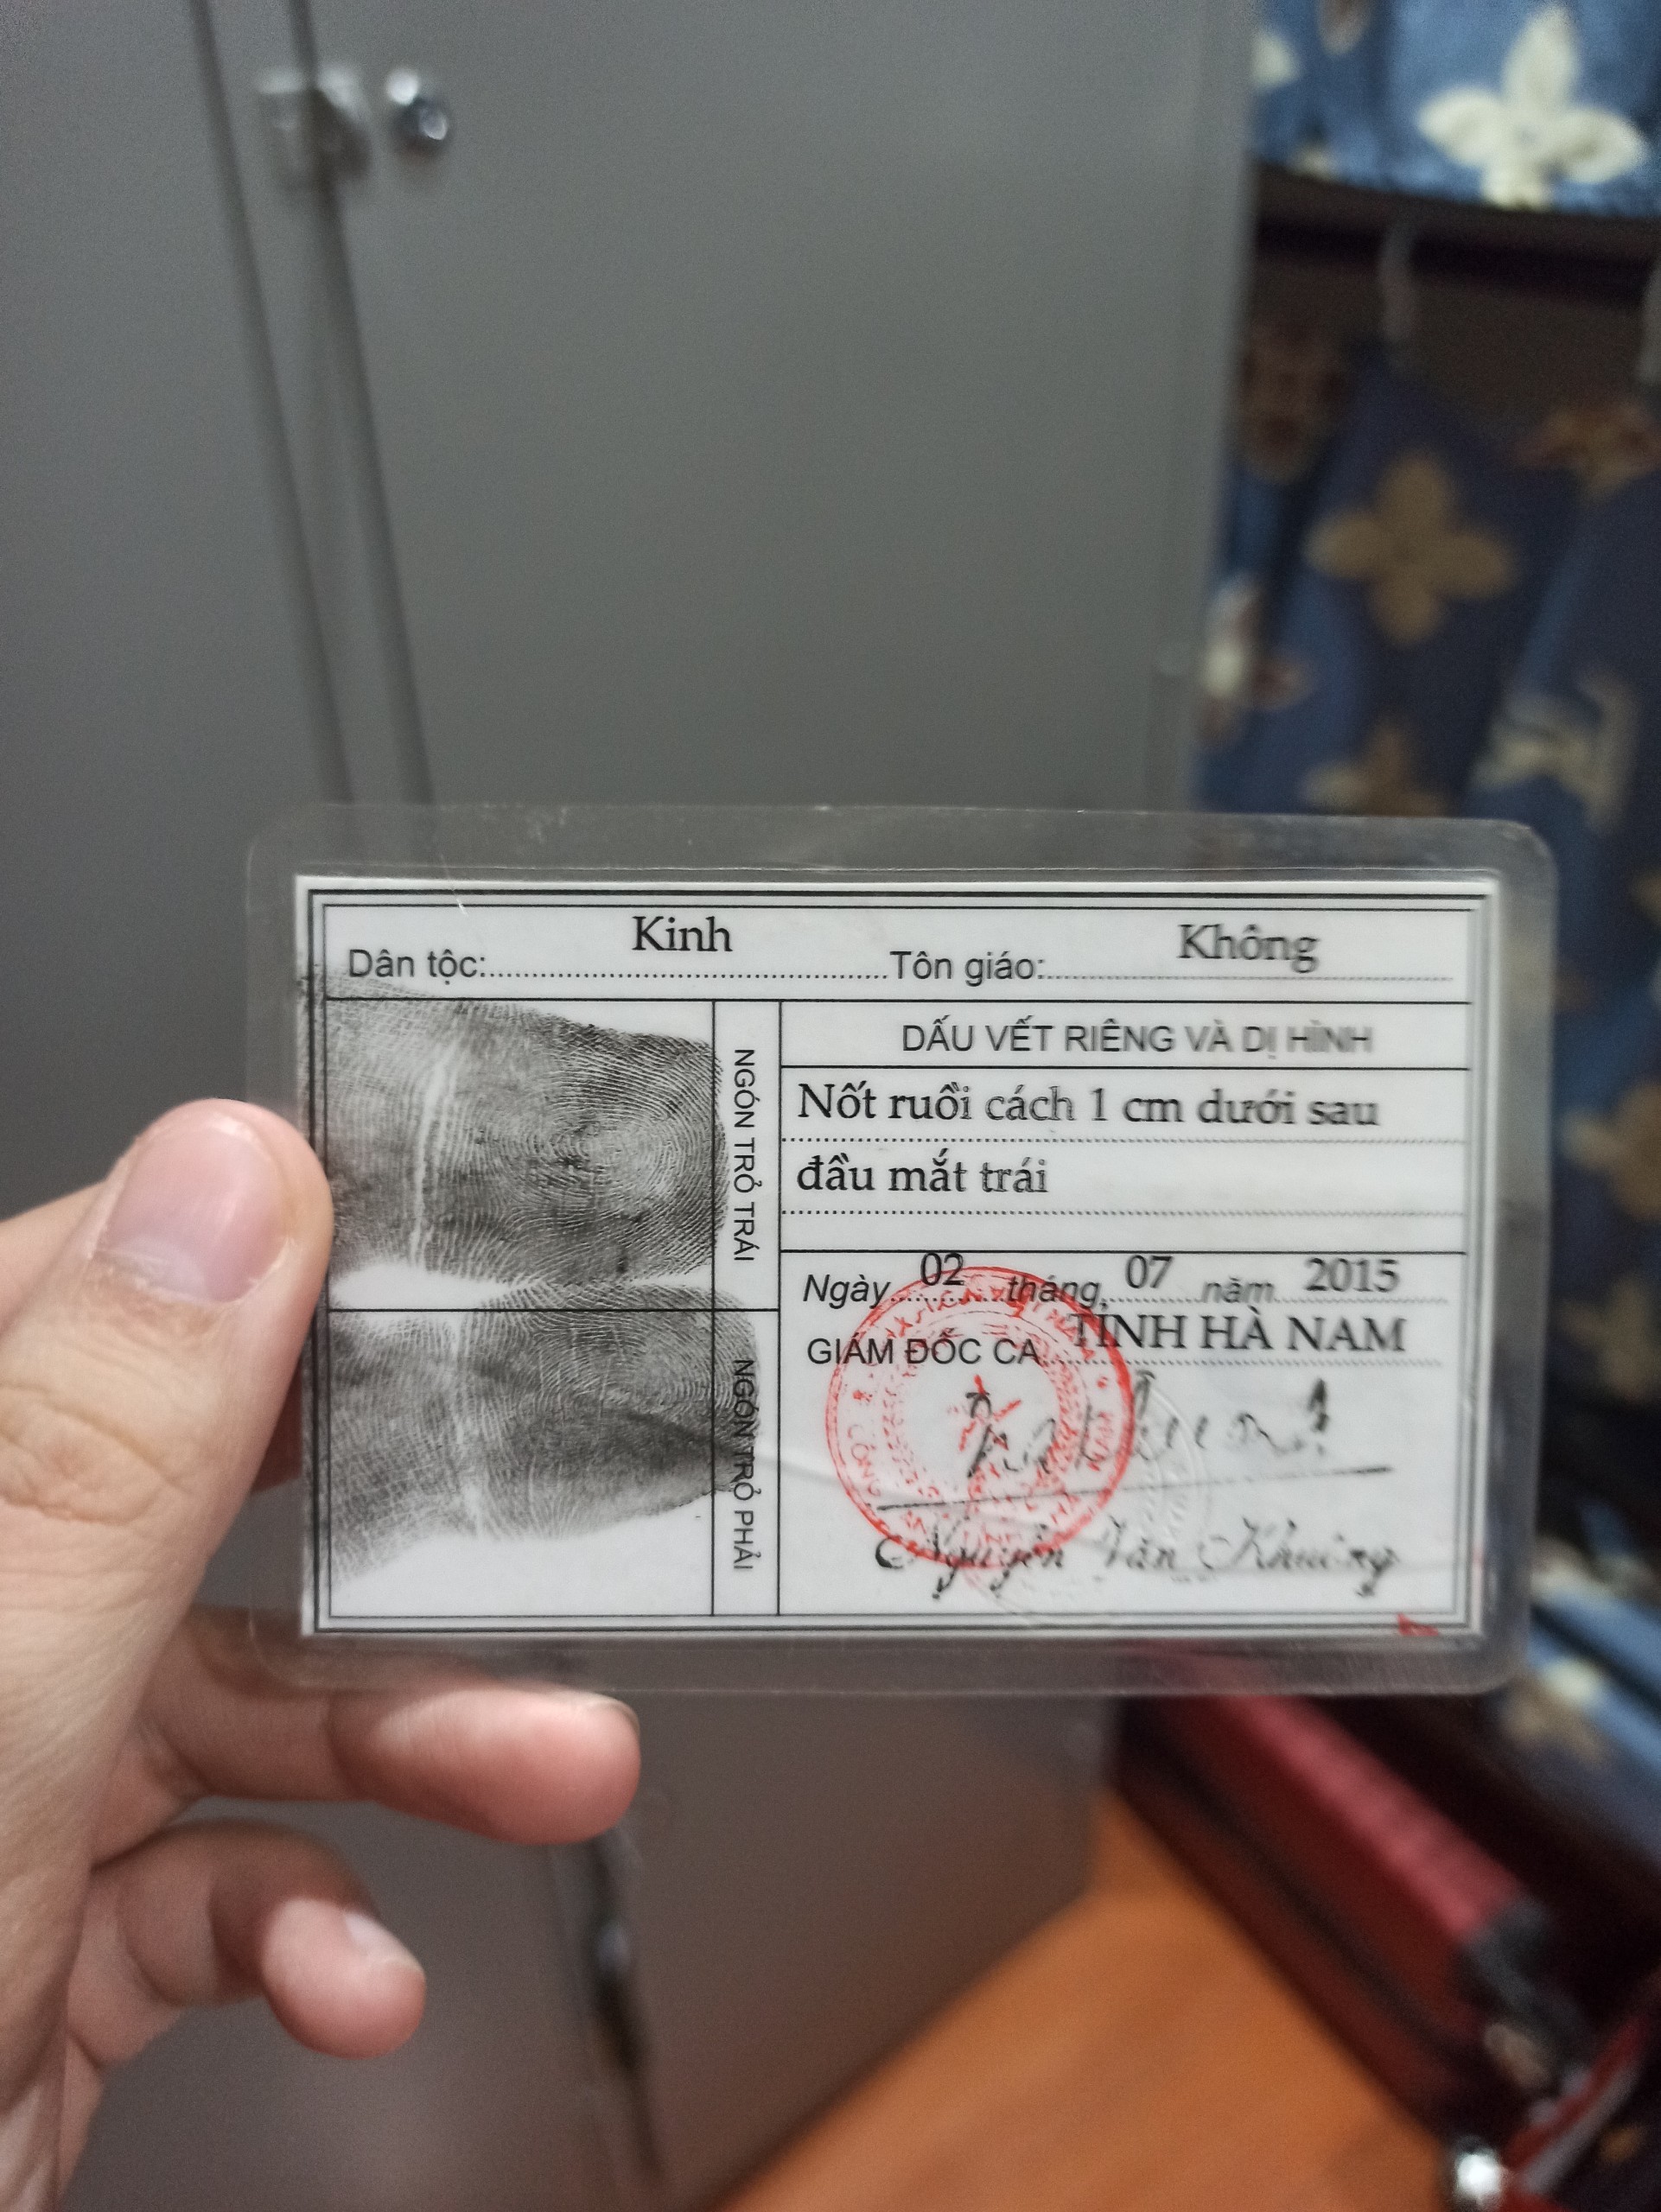 Dân tộc: Kinh Tôn giáo: Không
NGÓN TRỎ TRÁI
NGÓN TRỎ PHẢI
DẤU VẾT RIÊNG VÀ DỊ HÌNH
Nốt ruồi cách 1 cm dưới sau
đầu mắt trái
Ngày 02 tháng 07 năm 2015
GIÁM ĐỐC CA TỈNH HÀ NAM
Nguyễn Văn Khương